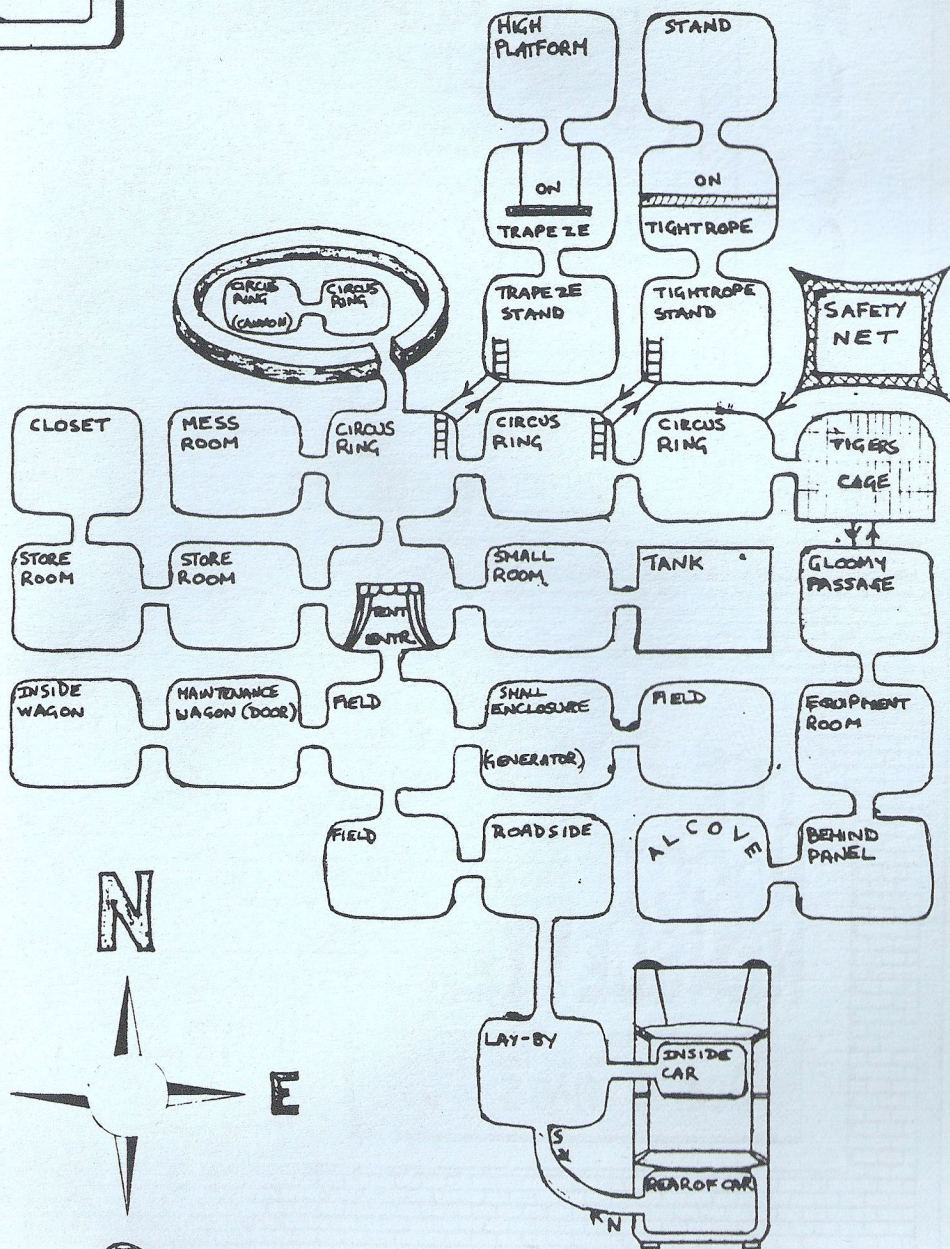 HIGH
PLATFORM
STAND
ON
TRAPEZE
ON
TIGHTROPE
CIRCUS
RING
(CANNON)
CIRCUS
RING
TRAPEZE
STAND
TIGHTROPE
STAND
SAFETY
NET
CLOSET
MESS
ROOM
CIRCUS
RING
CIRCUS
RING
CIRCUS
RING
TIGERS
CAGE
STORE
ROOM
STORE
ROOM
TENT
ENTR.
SMALL
ROOM
TANK
GLOOMY
PASSAGE
INSIDE
WAGON
MAINTENANCE
WAGON (DOOR)
FIELD
SMALL
ENCLOSURE
(GENERATOR)
FIELD
EQUIPMENT
ROOM
FIELD
ROADSIDE
ALCOVE
BEHIND
PANEL
N
E
LAY-BY
INSIDE
CAR
S
N
REAR OF CAR